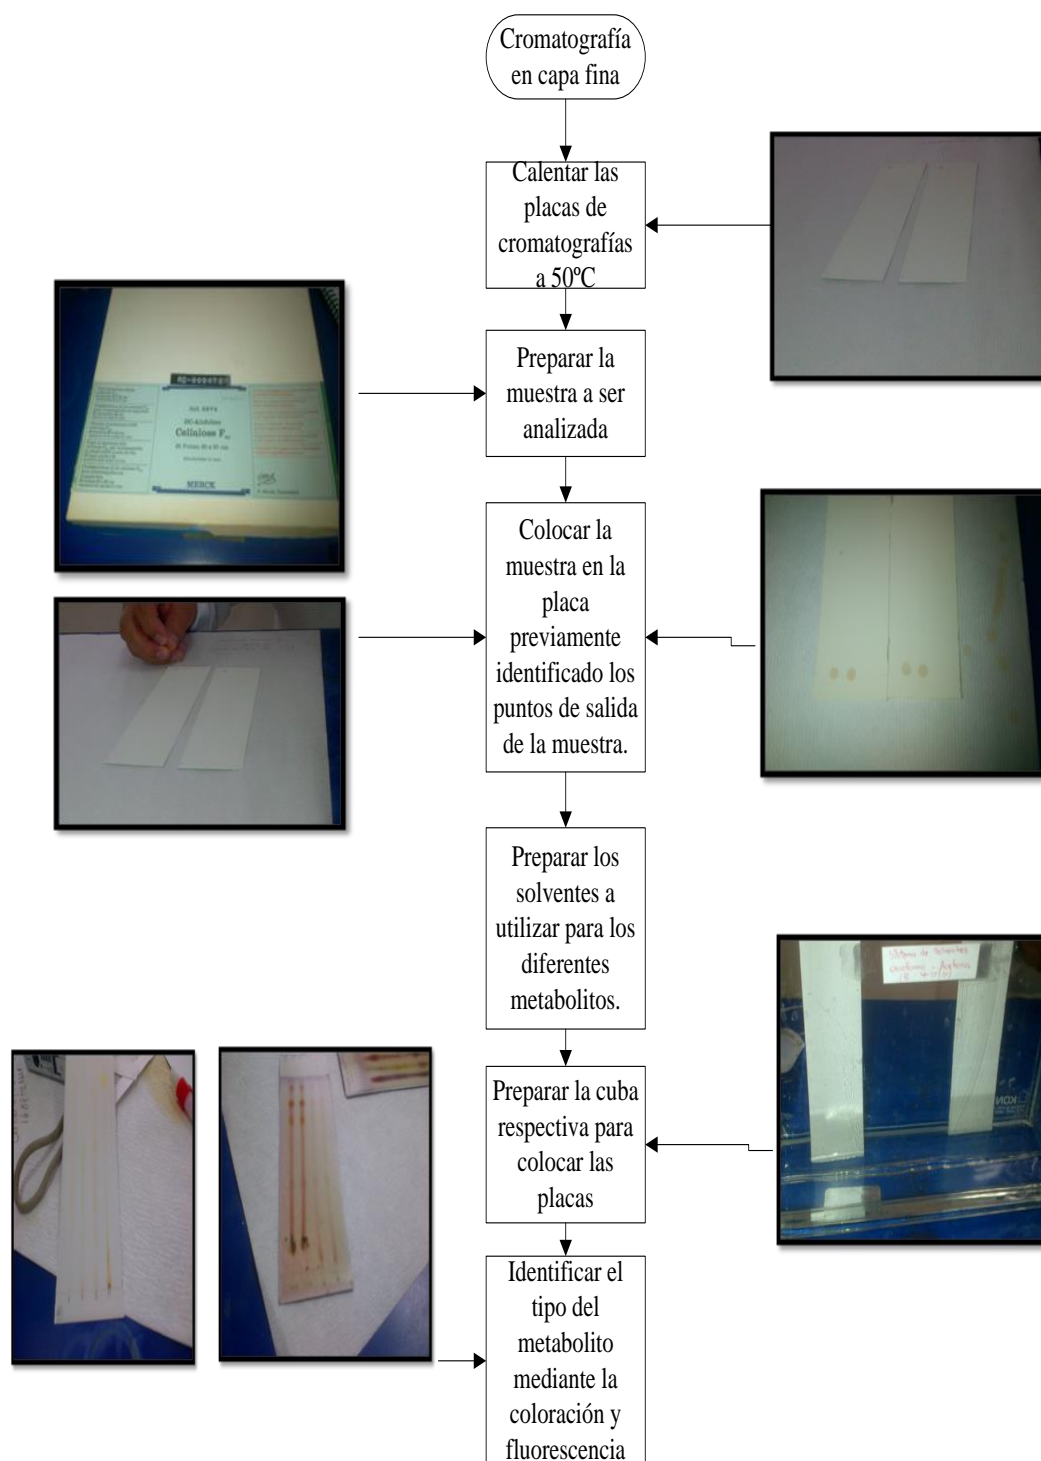 Cromatografía
en capa fina
Calentar las
placas de
cromatografías
a 50ºC
Preparar la
muestra a ser
analizada
Cellulose F
MERCK
Colocar la
muestra en la
placa
previamente
identificado los
puntos de salida
de la muestra.
Preparar los
solventes a
utilizar para los
diferentes
metabolitos.
Preparar la cuba
respectiva para
colocar las
placas
Identificar el
tipo del
metabolito
mediante la
coloración y
fluorescencia